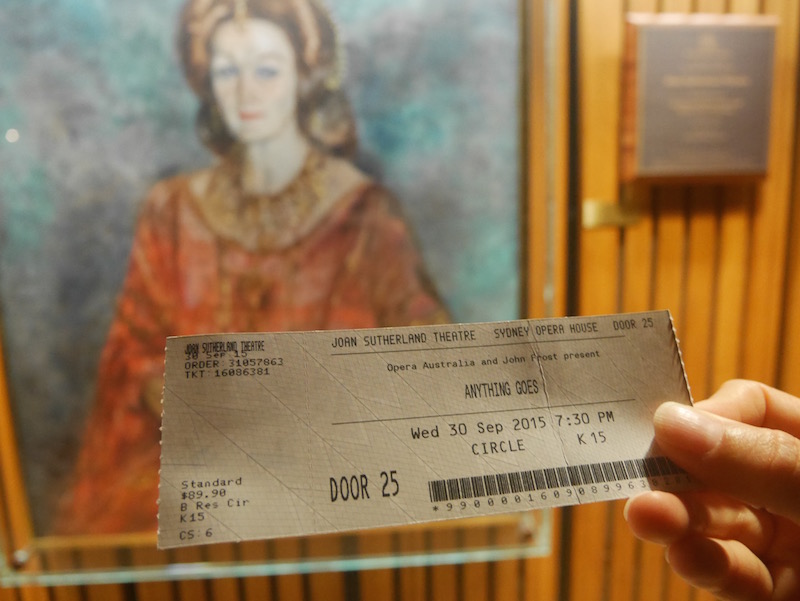 JOAN SUTHERLAND THEATRE
30 Sep 15
ORDER:31057863
TKT:16086381
Standard
$89.90
B Res Cir
K15
CS: 6
JOAN SUTHERLAND THEATRE SYDNEY OPERA HOUSE DOOR 25
Opera Australia and John Frost present
ANYTHING GOES
Wed 30 Sep 2015 7:30 PM
CIRCLE K15
DOOR 25